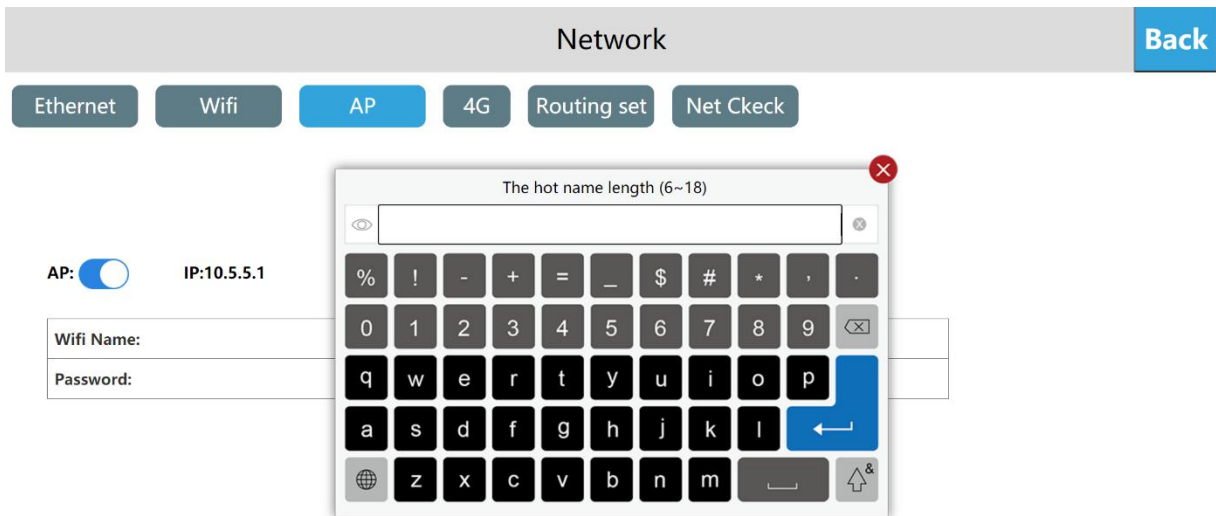 Network
Back
Ethernet Wifi AP 4G Routing set Net Ckeck
The hot name length (6~18)
AP: IP:10.5.5.1
% ! - + = _ $ # * , .
Wifi Name:
0 1 2 3 4 5 6 7 8 9
Password:
q w e r t y u i o p
a s d f g h j k l
z x c v b n m &